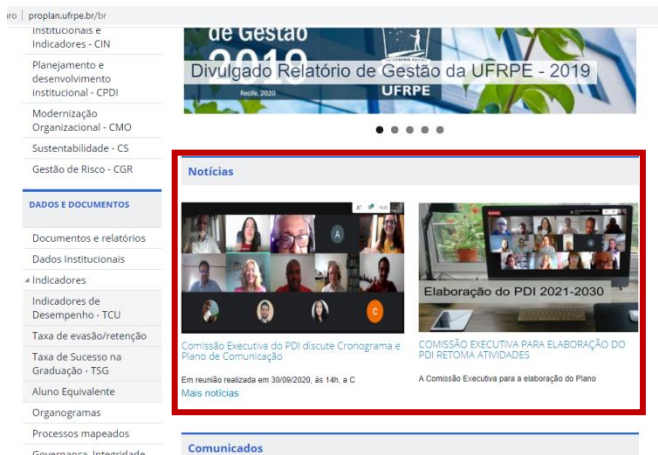 uro | proplan.ufrpe.br/br
Institucionais e
Indicadores - CIN
Planejamento e
desenvolvimento
institucional - CPDI
Modernização
Organizacional - CMO
Sustentabilidade - CS
Gestão de Risco - CGR
DADOS E DOCUMENTOS
Documentos e relatórios
Dados Institucionais
Indicadores
Indicadores de
Desempenho - TCU
Taxa de evasão/retenção
Taxa de Sucesso na
Graduação - TSG
Aluno Equivalente
Organogramas
Processos mapeados
Governança, Integridade
de Gestão
2019
Divulgado Relatório de Gestão da UFRPE - 2019
Recife, 2020
UFRPE
Notícias
A
C
Comissão Executiva do PDI discute Cronograma e
Plano de Comunicação
Em reunião realizada em 30/09/2020, às 14h, a C
Mais notícias
Elaboração do PDI 2021-2030
COMISSÃO EXECUTIVA PARA ELABORAÇÃO DO
PDI RETOMA ATIVIDADES
A Comissão Executiva para a elaboração do Plano
Comunicados